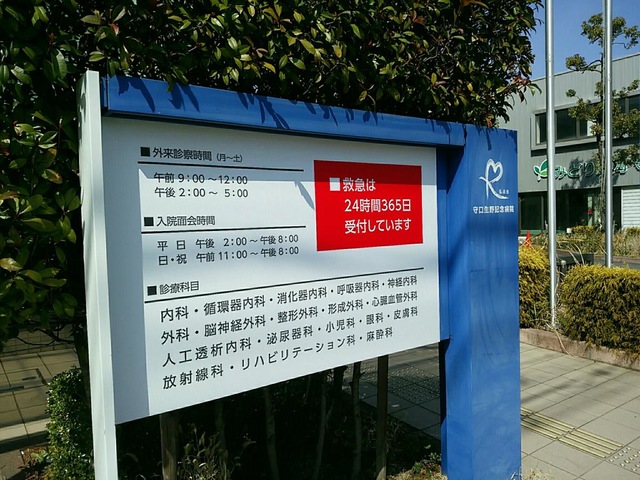 ■外来診察時間（月～土）
午前 9：00～12：00
午後 2：00～ 5：00
■入院面会時間
平 日 午後 2：00～午後8：00
日・祝 午前11：00～午後8：00
■診療科目
内科・循環器内科・消化器内科・呼吸器内科・神経内科
外科・脳神経外科・整形外科・形成外科・心臓血管外科
人工透析内科・泌尿器科・小児科・眼科・皮膚科
放射線科・リハビリテーション科・麻酔科
■救急は
24時間365日
受付しています
守口生野記念病院